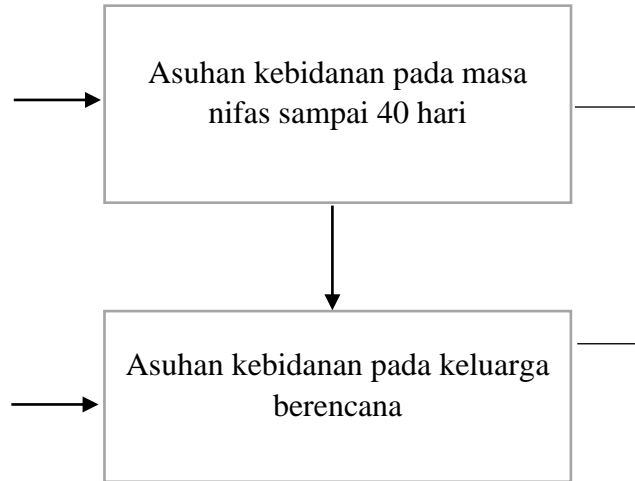 Asuhan kebidanan pada masa
nifas sampai 40 hari
Asuhan kebidanan pada keluarga
berencana